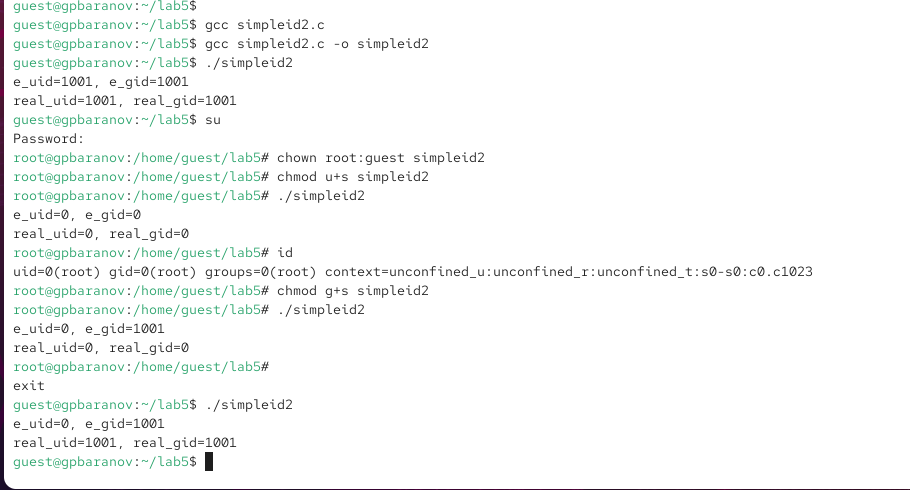 guest@gpbaranov:~/lab5$
guest@gpbaranov:~/lab5$ gcc simpleid2.c
guest@gpbaranov:~/lab5$ gcc simpleid2.c -o simpleid2
guest@gpbaranov:~/lab5$ ./simpleid2
e_uid=1001, e_gid=1001
real_uid=1001, real_gid=1001
guest@gpbaranov:~/lab5$ su
Password:
root@gpbaranov:/home/guest/lab5# chown root:guest simpleid2
root@gpbaranov:/home/guest/lab5# chmod u+s simpleid2
root@gpbaranov:/home/guest/lab5# ./simpleid2
e_uid=0, e_gid=0
real_uid=0, real_gid=0
root@gpbaranov:/home/guest/lab5# id
uid=0(root) gid=0(root) groups=0(root) context=unconfined_u:unconfined_r:unconfined_t:s0-s0:c0.c1023
root@gpbaranov:/home/guest/lab5# chmod g+s simpleid2
root@gpbaranov:/home/guest/lab5# ./simpleid2
e_uid=0, e_gid=1001
real_uid=0, real_gid=0
root@gpbaranov:/home/guest/lab5#
exit
guest@gpbaranov:~/lab5$ ./simpleid2
e_uid=0, e_gid=1001
real_uid=1001, real_gid=1001
guest@gpbaranov:~/lab5$